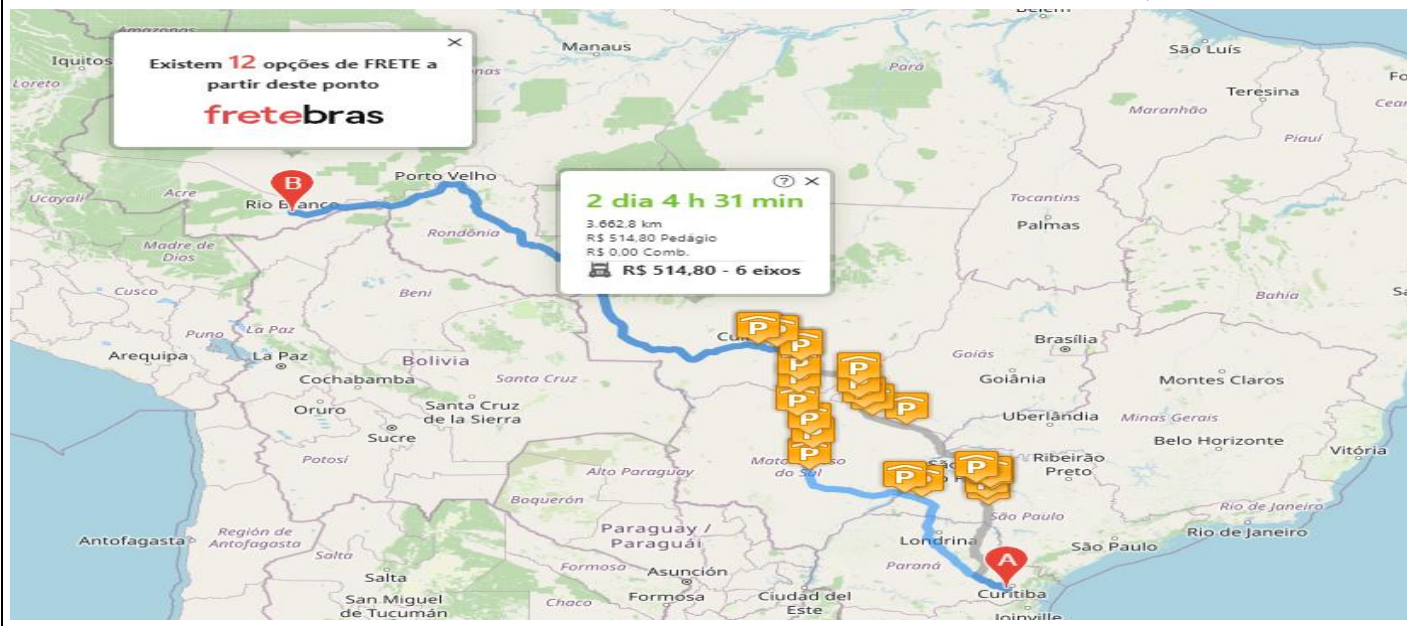 Amazonas
Manaus
São Luís
Iquitos
Loreto
Existem 12 opções de FRETE a
partir deste ponto
fretebras
Pará
Teresina
Maranhão
Piauí
Porto Velho
B
Ucayali
Acre
Rio Branco
Rondônia
2 dia 4 h 31 min
3.662,8 km
R$ 514,80 Pedágio
R$ 0,00 Comb.
R$ 514,80 - 6 eixos
Tocantins
Palmas
Madre de
Dios
Cusco
Beni
Bahia
Puno
La Paz
Arequipa
La Paz
Bolivia
Brasília
Goiás
Cochabamba
Santa Cruz
Goiânia
Montes Claros
Oruro
Santa Cruz
de la Sierra
Uberlândia
Minas Gerais
Sucre
Belo Horizonte
Ribeirão
Preto
Vitória
Potosí
Alto Paraguay
do Sul
Boquerón
Rio de Janeiro
São Paulo
Antofagasta
Región de
Antofagasta
Paraguay /
Paraguái
Londrina
São Paulo
Rio de Janeiro
Salta
Formosa
Asunción
Paraná
A
Salta
San Miguel
de Tucumán
Chaco
Formosa
Ciudad del
Este
Curitiba
Joinville